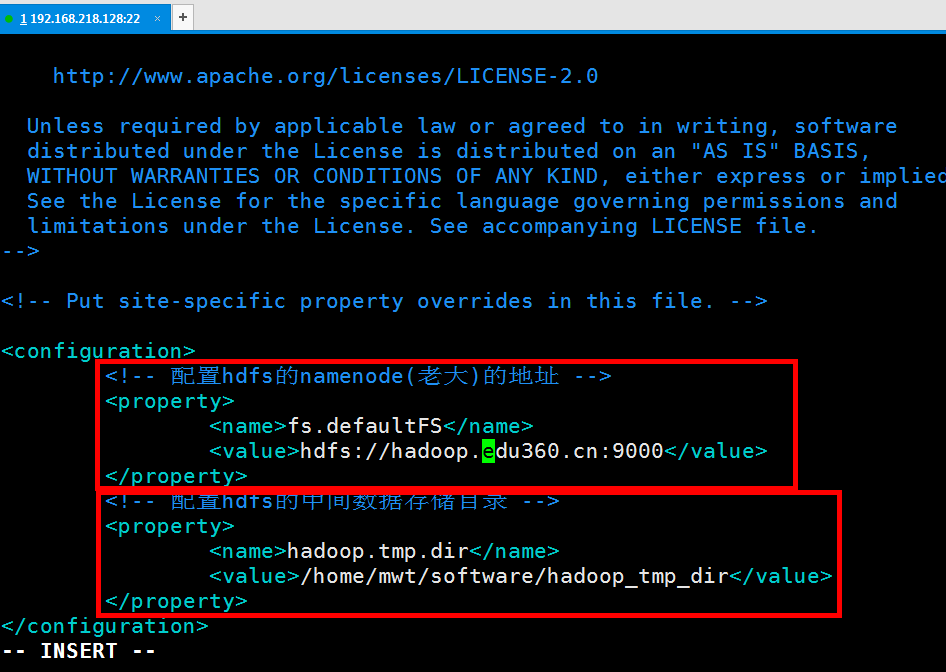 1 192.168.218.128:22 × +
http://www.apache.org/licenses/LICENSE-2.0
Unless required by applicable law or agreed to in writing, software
distributed under the License is distributed on an "AS IS" BASIS,
WITHOUT WARRANTIES OR CONDITIONS OF ANY KIND, either express or implied
See the License for the specific language governing permissions and
limitations under the License. See accompanying LICENSE file.
-->
<!-- Put site-specific property overrides in this file. -->
<configuration>
<!-- 配置hdfs的namenode(老大)的地址 -->
<property>
<name>fs.defaultFS</name>
<value>hdfs://hadoop.edu360.cn:9000</value>
</property>
<!-- 配置hdfs的中间数据存储目录 -->
<property>
<name>hadoop.tmp.dir</name>
<value>/home/mwt/software/hadoop_tmp_dir</value>
</property>
</configuration>
-- INSERT --